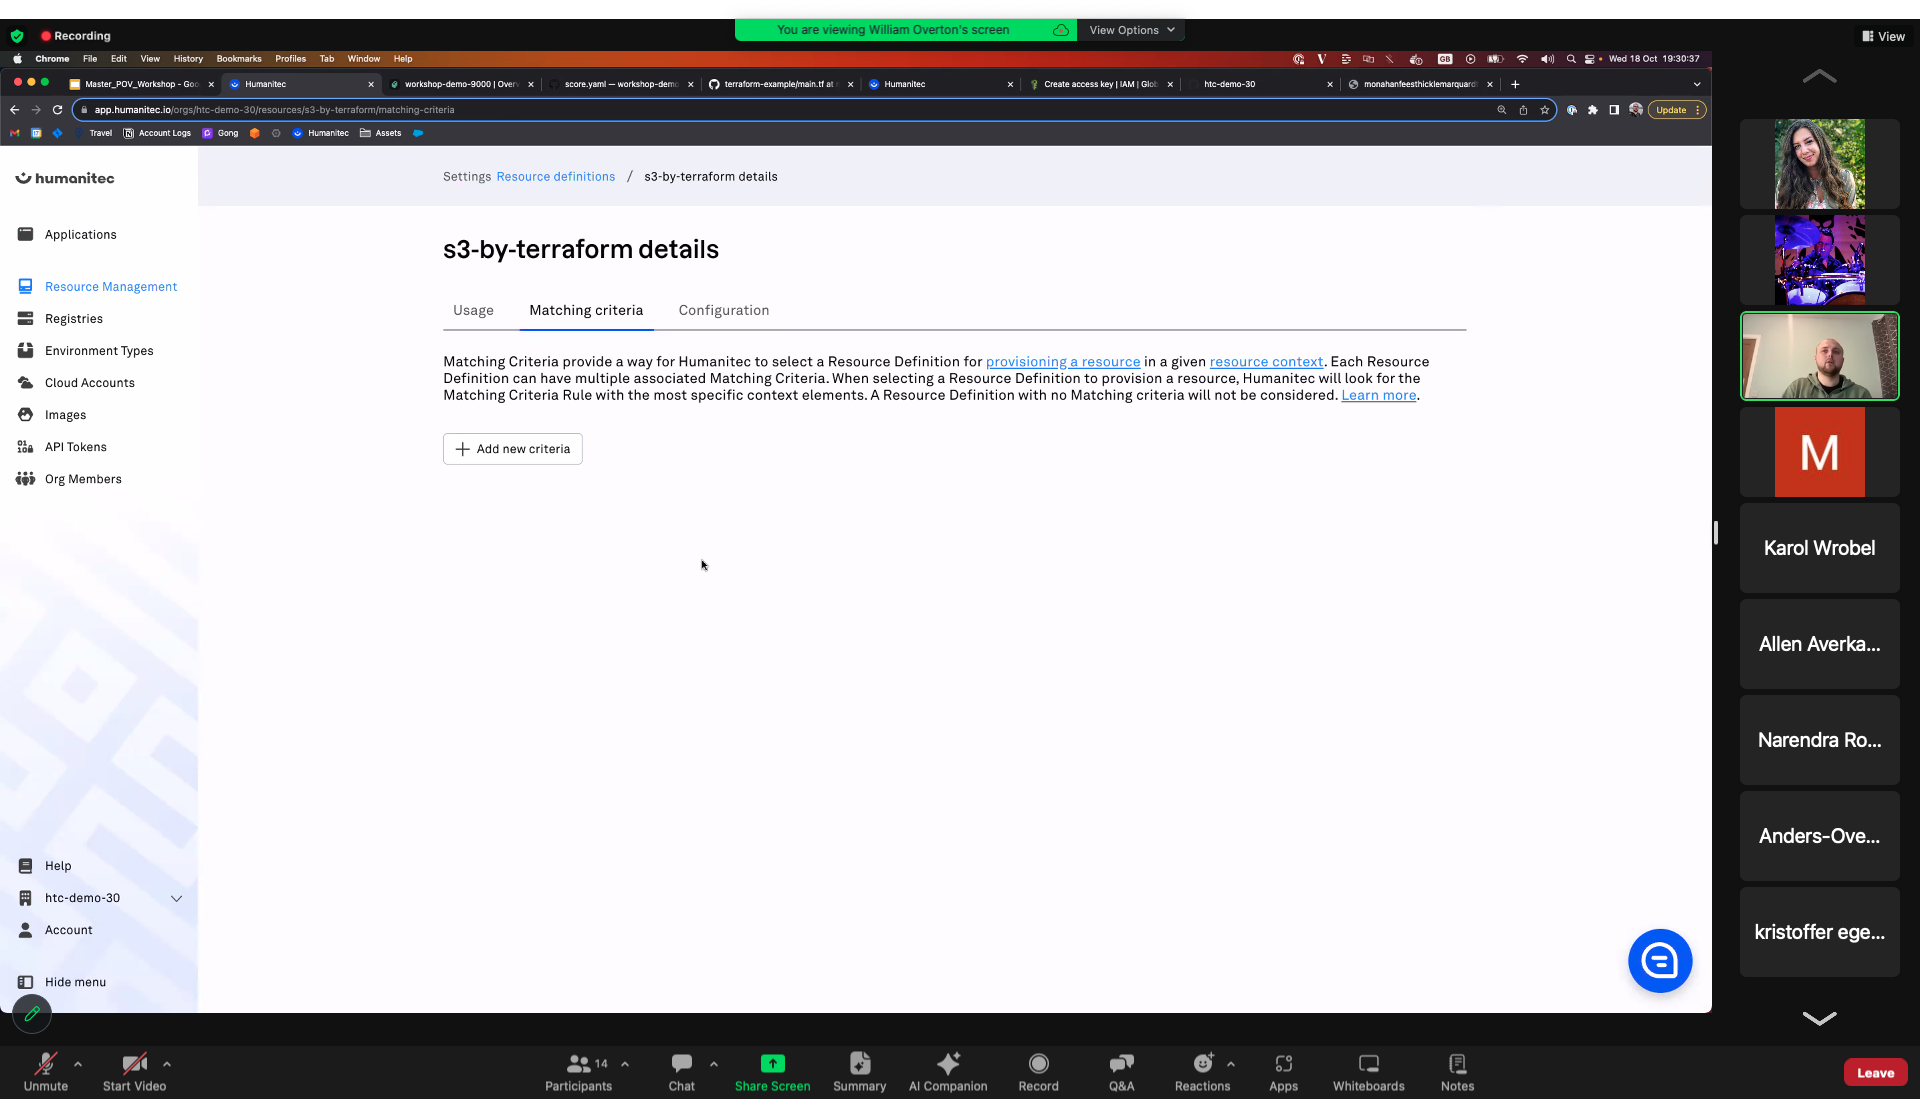 You are viewing William Overton's screen
View Options
Recording
View
Chrome File Edit View History Bookmarks Profiles Tab Window Help
GB
Wed 18 Oct 19:30:37
Master_POV_Workshop - Goo
Humanitec
workshop-demo-9000 | Over
score.yaml — workshop-demo
terraform-example/main.tf at
Humanitec
Create access key | IAM | Glob
htc-demo-30
monahanfeesthicklemarquard
app.humanitec.io/orgs/htc-demo-30/resources/s3-by-terraform/matching-criteria
Update
Travel
Account Logs
Gong
Humanitec
Assets
humanitec
Applications
Resource Management
Registries
Environment Types
Cloud Accounts
Images
API Tokens
Org Members
Help
htc-demo-30
Account
Hide menu
Settings Resource definitions / s3-by-terraform details
s3-by-terraform details
Usage
Matching criteria
Configuration
Matching Criteria provide a way for Humanitec to select a Resource Definition for provisioning a resource in a given resource context. Each Resource
Definition can have multiple associated Matching Criteria. When selecting a Resource Definition to provision a resource, Humanitec will look for the
Matching Criteria Rule with the most specific context elements. A Resource Definition with no Matching criteria will not be considered. Learn more.
Add new criteria
M
Karol Wrobel
Allen Averka...
Narendra Ro...
Anders-Ove...
kristoffer ege...
Unmute
Start Video
14
Participants
Chat
Share Screen
Summary
AI Companion
Record
Q&A
Reactions
Apps
Whiteboards
Notes
Leave